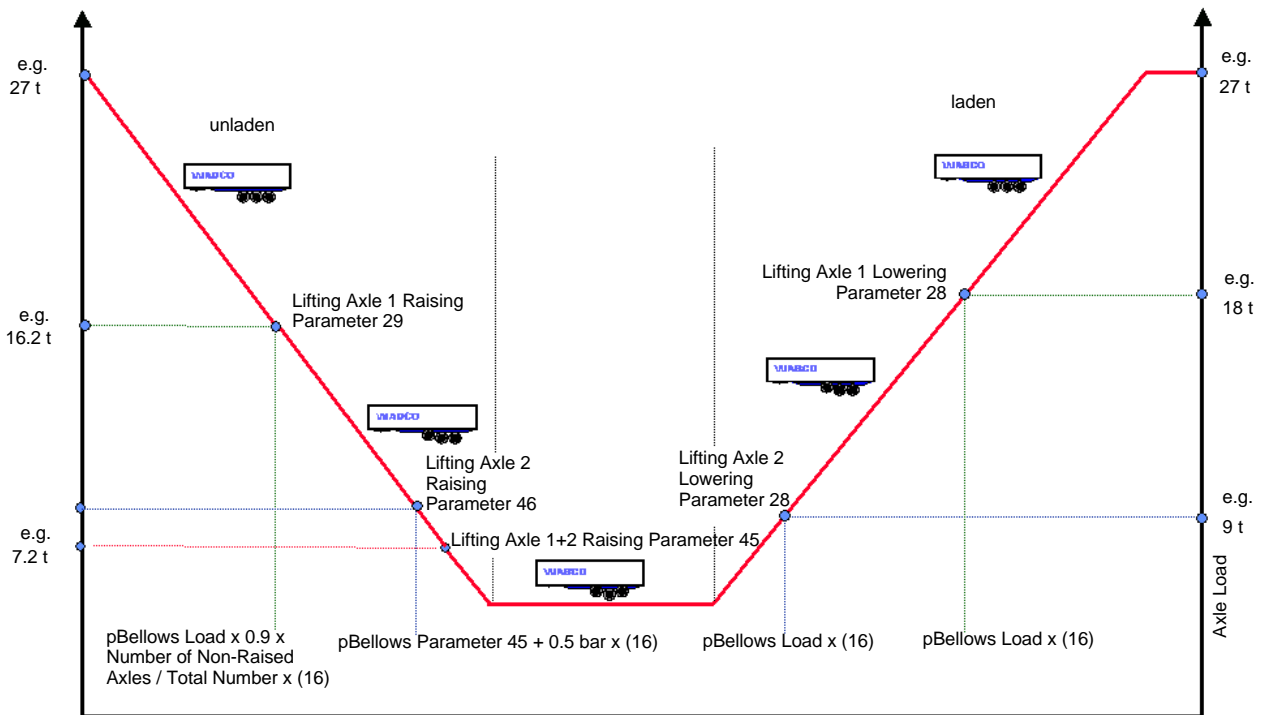 e.g.
27 t
unladen
WABCO
e.g.
16.2 t
Lifting Axle 1 Raising
Parameter 29
WABCO
Lifting Axle 2
Raising
Parameter 46
e.g.
7.2 t
Lifting Axle 1+2 Raising Parameter 45
WABCO
pBellows Load x 0.9 x
Number of Non-Raised
Axles / Total Number x (16)
pBellows Parameter 45 + 0.5 bar x (16)
laden
WABCO
e.g.
27 t
Lifting Axle 1 Lowering
Parameter 28
e.g.
18 t
WABCO
Lifting Axle 2
Lowering
Parameter 28
e.g.
9 t
pBellows Load x (16)
pBellows Load x (16)
Axle Load